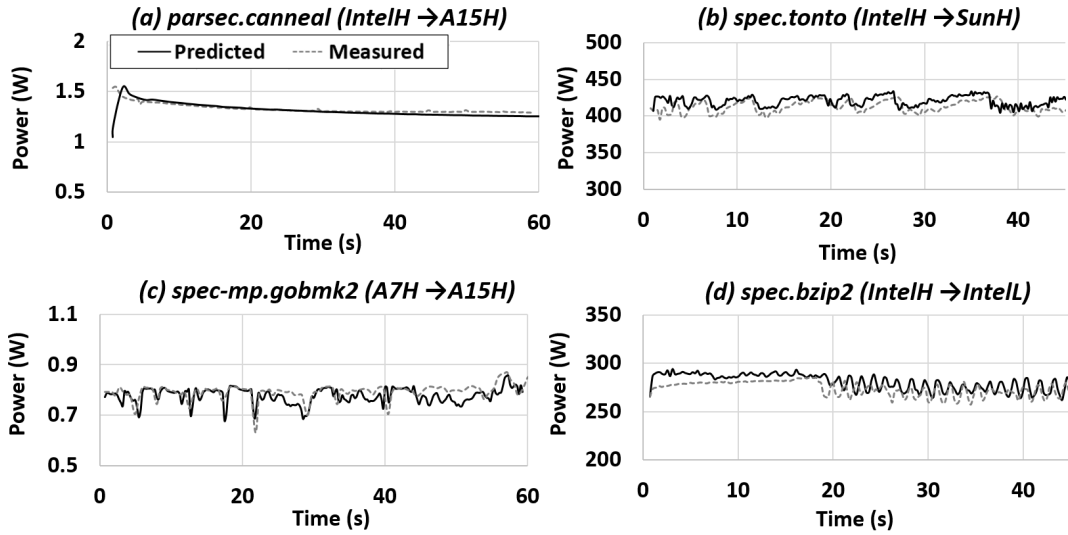 (a) parsec.canneal (IntelH →A15H)
Predicted Measured
Power (W)
2
1.5
1
0.5
0 20 40 60
Time (s)
(b) spec.tonto (IntelH →SunH)
Power (W)
500
450
400
350
300
0 10 20 30 40
Time (s)
(c) spec-mp.gobmk2 (A7H →A15H)
Power (W)
1.1
0.9
0.7
0.5
0 20 40 60
Time (s)
(d) spec.bzip2 (IntelH →IntelL)
Power (W)
350
300
250
200
0 10 20 30 40
Time (s)